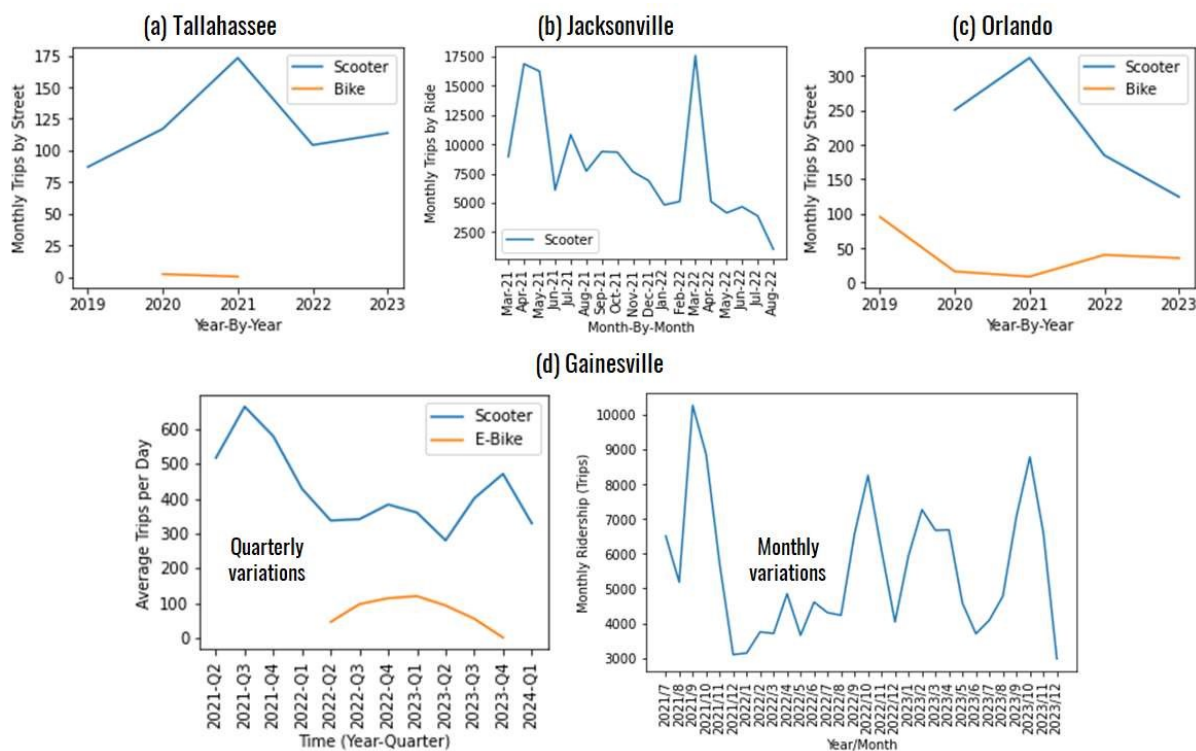 (a) Tallahassee
175
150
125
100
75
50
25
0
Monthly Trips by Street
Scooter
Bike
2019 2020 2021 2022 2023
Year-By-Year
(b) Jacksonville
17500
15000
12500
10000
7500
5000
2500
Monthly Trips by Ride
Scooter
Mar-21
Apr-21
May-21
Jun-21
Jul-21
Aug-21
Sep-21
Oct-21
Nov-21
Dec-21
Jan-22
Feb-22
Mar-22
Apr-22
May-22
Jun-22
Jul-22
Aug-22
Month-By-Month
(c) Orlando
300
250
200
150
100
50
0
Monthly Trips by Street
Scooter
Bike
2019 2020 2021 2022 2023
Year-By-Year
(d) Gainesville
600
500
400
300
200
100
0
Average Trips per Day
Scooter
E-Bike
Quarterly
variations
2021-Q2
2021-Q3
2021-Q4
2022-Q1
2022-Q2
2022-Q3
2022-Q4
2023-Q1
2023-Q2
2023-Q3
2023-Q4
2024-Q1
Time (Year-Quarter)
10000
9000
8000
7000
6000
5000
4000
3000
Monthly Ridership (Trips)
Monthly
variations
2021/7
2021/8
2021/9
2021/10
2021/11
2021/12
2022/1
2022/2
2022/3
2022/4
2022/5
2022/6
2022/7
2022/8
2022/9
2022/10
2022/11
2022/12
2023/1
2023/2
2023/3
2023/4
2023/5
2023/6
2023/7
2023/8
2023/9
2023/10
2023/11
2023/12
Year/Month